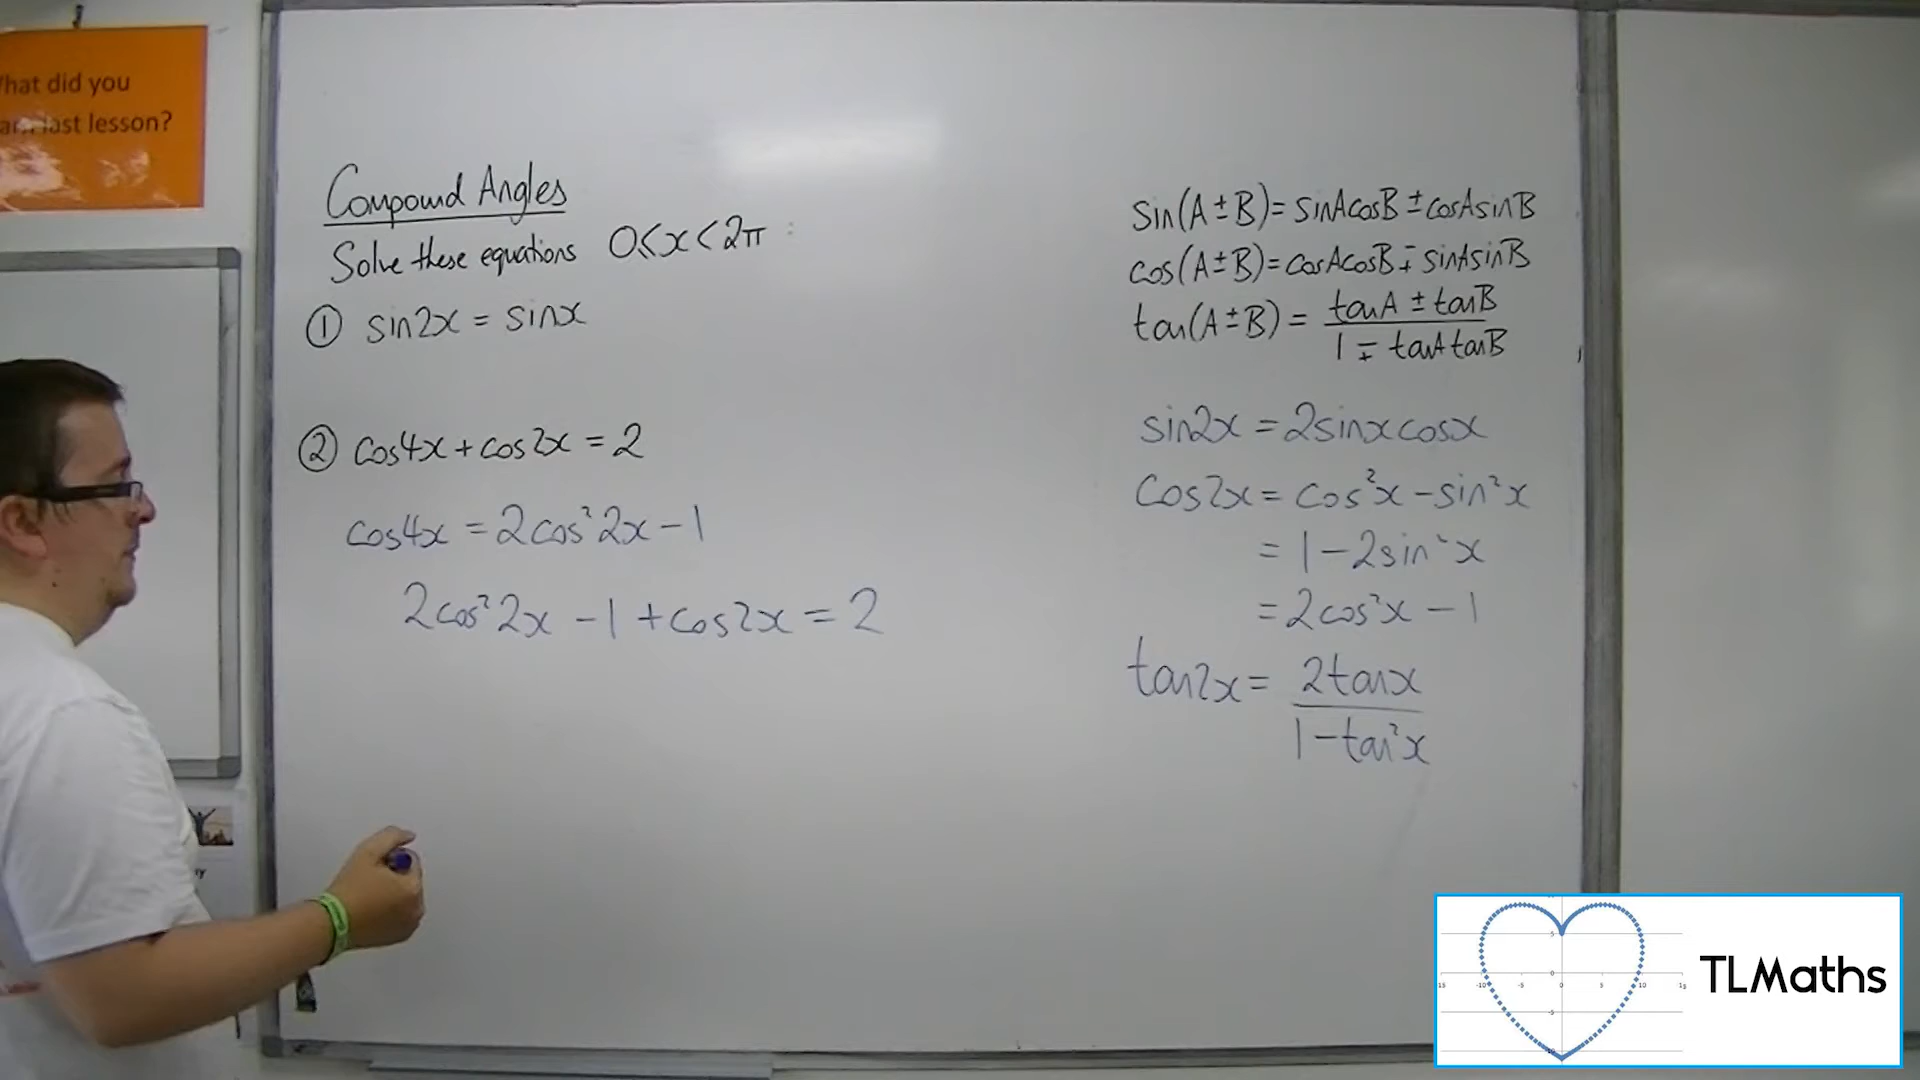 What did you
last lesson?
Compound Angles
Solve these equations 0⩽x<2π
① sin2x = sinx
② cos4x + cos2x = 2
cos4x = 2cos²2x - 1
2cos²2x - 1 + cos2x = 2
sin(A±B) = sinAcosB ± cosAsinB
cos(A±B) = cosAcosB ∓ sinAsinB
tan(A±B) = tanA ± tanB
1 ∓ tanAtanB
sin2x = 2sinxcosx
cos2x = cos²x - sin²x
= 1 - 2sin²x
= 2cos²x - 1
tan2x = 2tanx
1 - tan²x
TLMaths